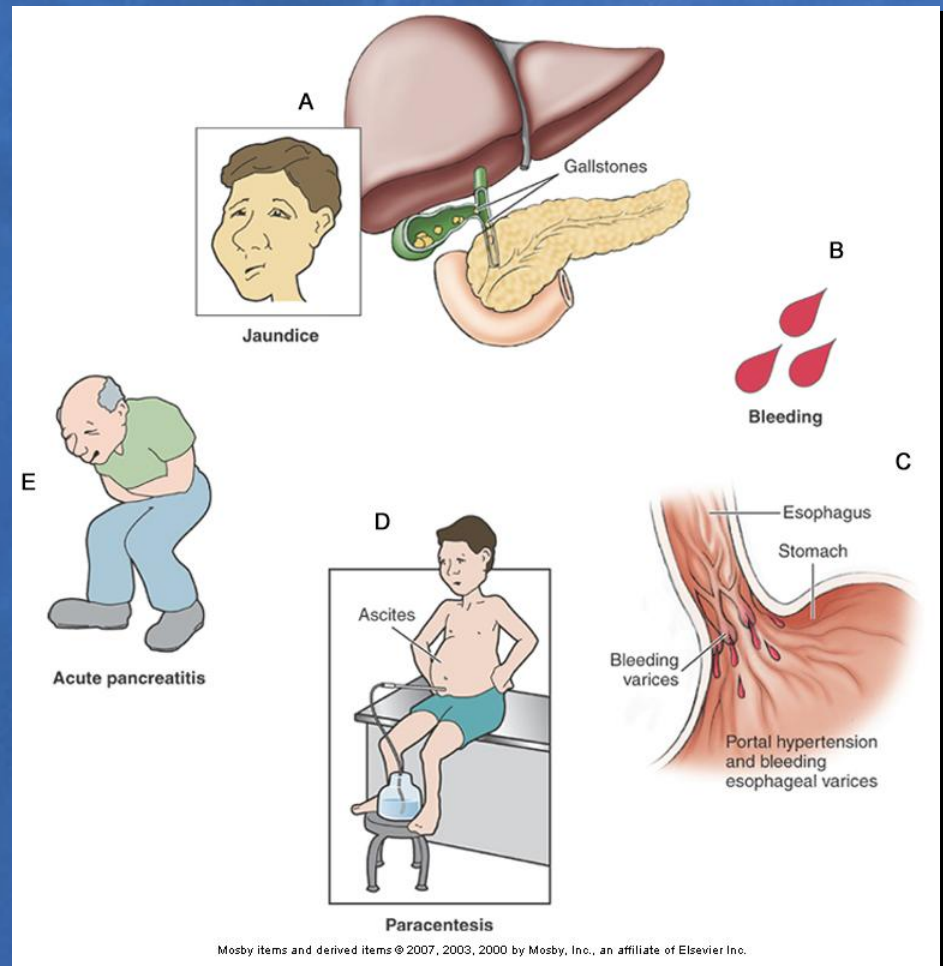 A
Gallstones
Jaundice
B
Bleeding
C
Esophagus
Stomach
Bleeding
varices
Portal hypertension
and bleeding
esophageal varices
D
Ascites
Paracentesis
E
Acute pancreatitis
Mosby items and derived items © 2007, 2003, 2000 by Mosby, Inc., an affiliate of Elsevier Inc.